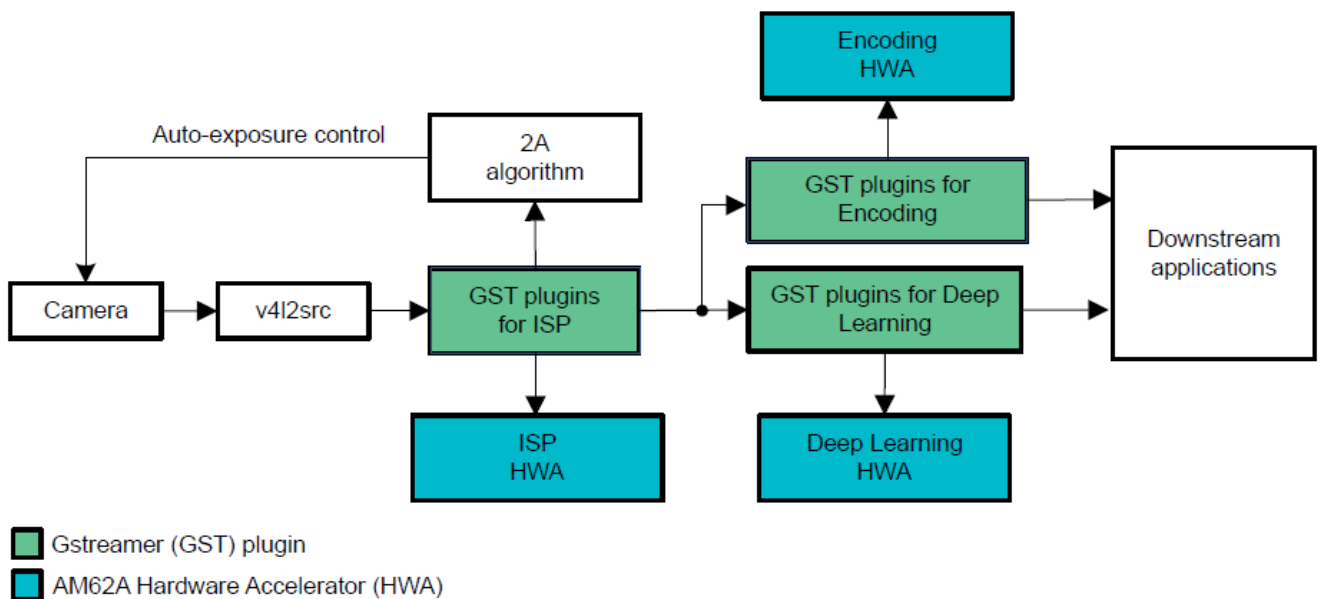 Encoding
HWA
Auto-exposure control
2A
algorithm
GST plugins for
Encoding
Downstream
applications
Camera
v4l2src
GST plugins
for ISP
GST plugins for Deep
Learning
ISP
HWA
Deep Learning
HWA
Gstreamer (GST) plugin
AM62A Hardware Accelerator (HWA)